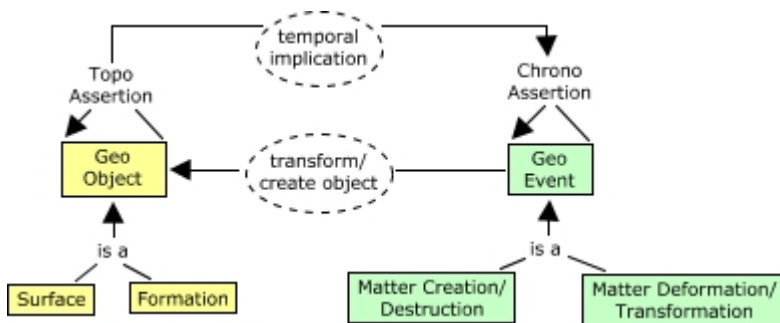 temporal
implication
Topo
Assertion
Chrono
Assertion
Geo
Object
transform/
create object
Geo
Event
is a
is a
Surface
Formation
Matter Creation/
Destruction
Matter Deformation/
Transformation